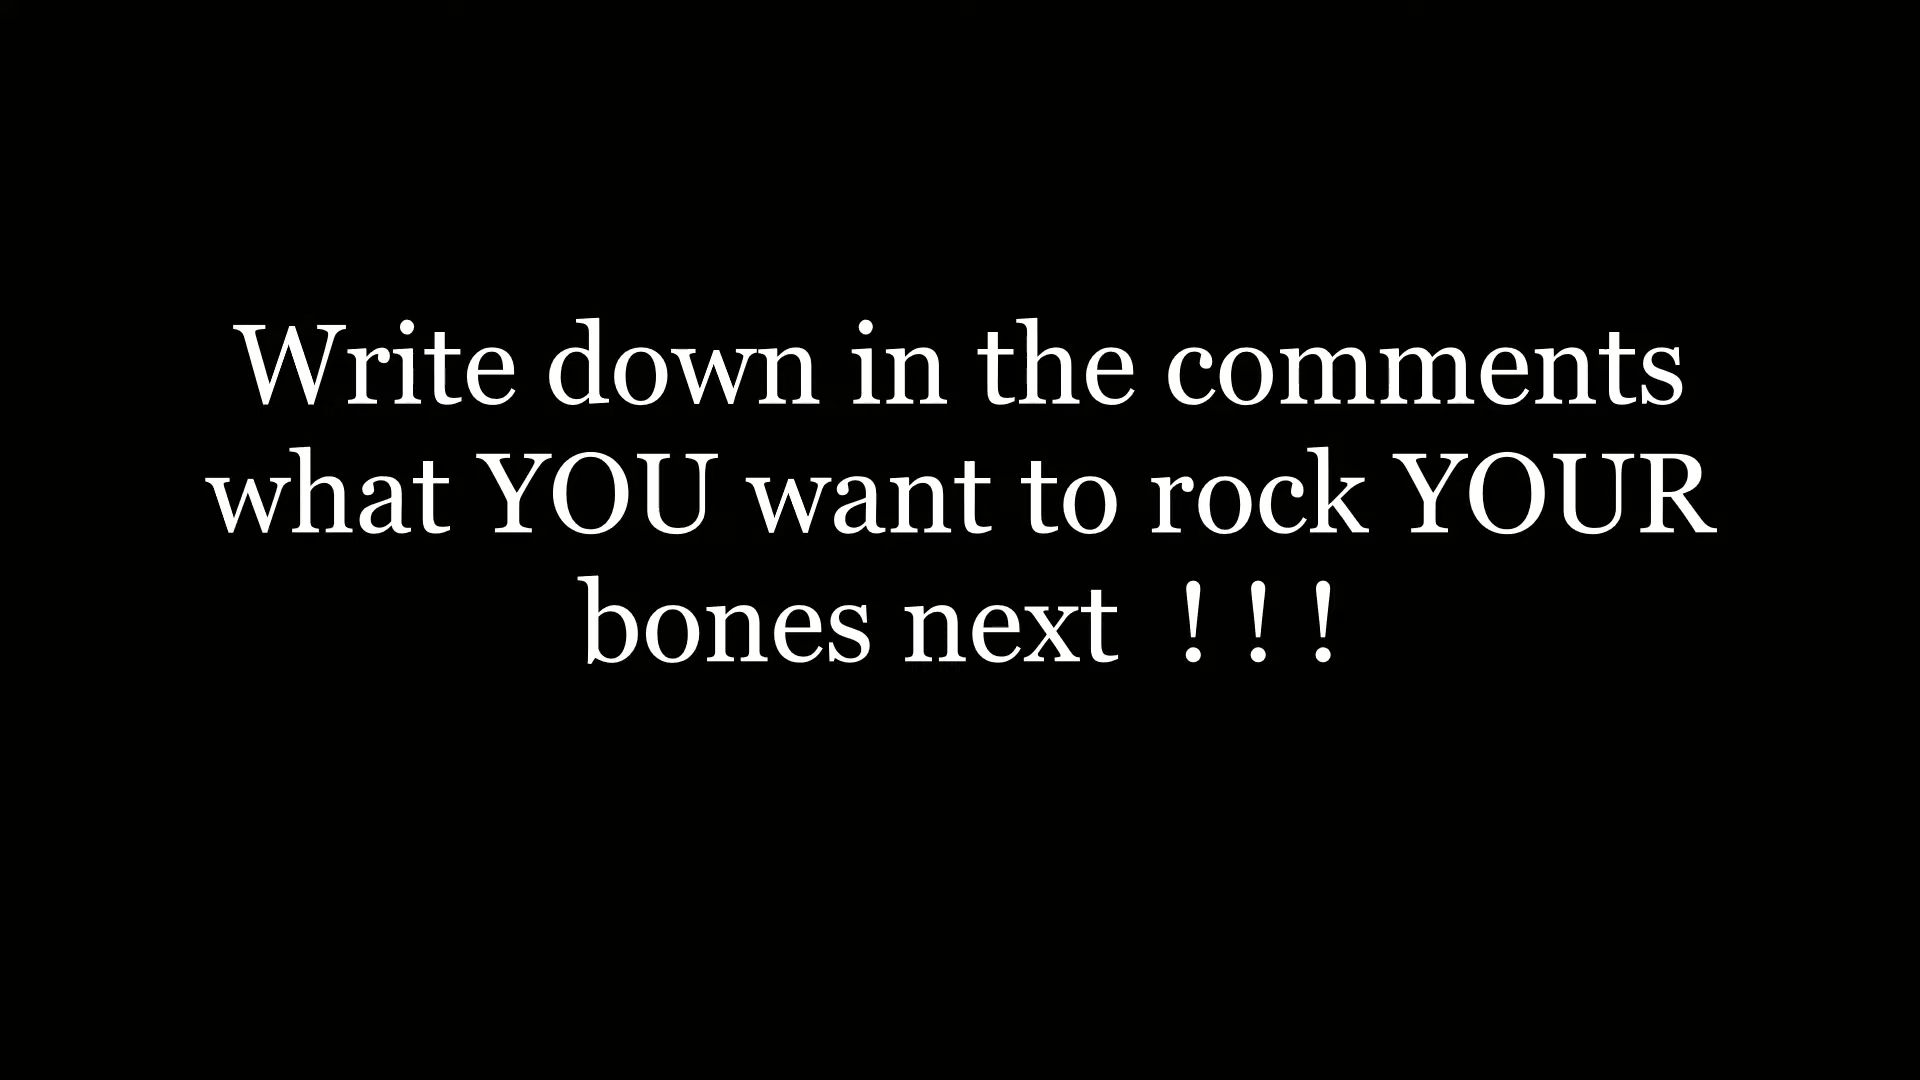 Write down in the comments
what YOU want to rock YOUR
bones next ！！！